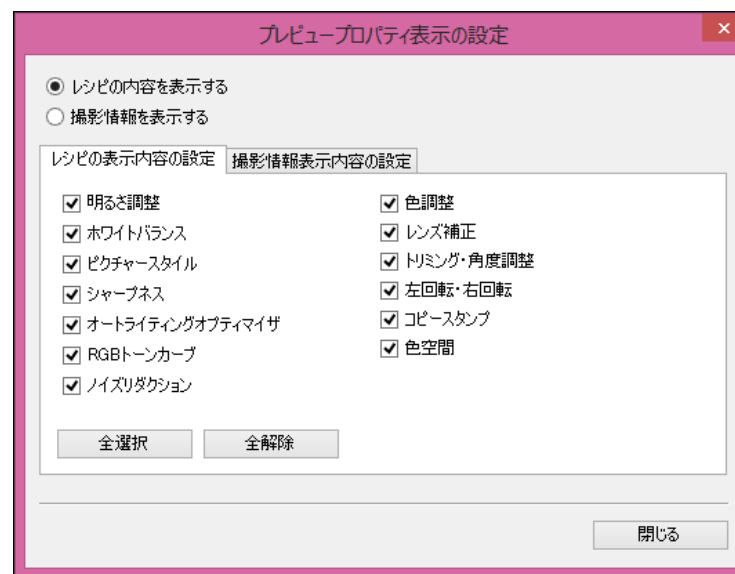 プレビュープロパティ表示の設定
レシピの内容を表示する
撮影情報を表示する
レシピの表示内容の設定
撮影情報表示内容の設定
明るさ調整
ホワイトバランス
ピクチャースタイル
シャープネス
オートライティングオプティマイザ
RGBトーンカーブ
ノイズリダクション
色調整
レンズ補正
トリミング・角度調整
左回転・右回転
コピースタンプ
色空間
全選択
全解除
閉じる